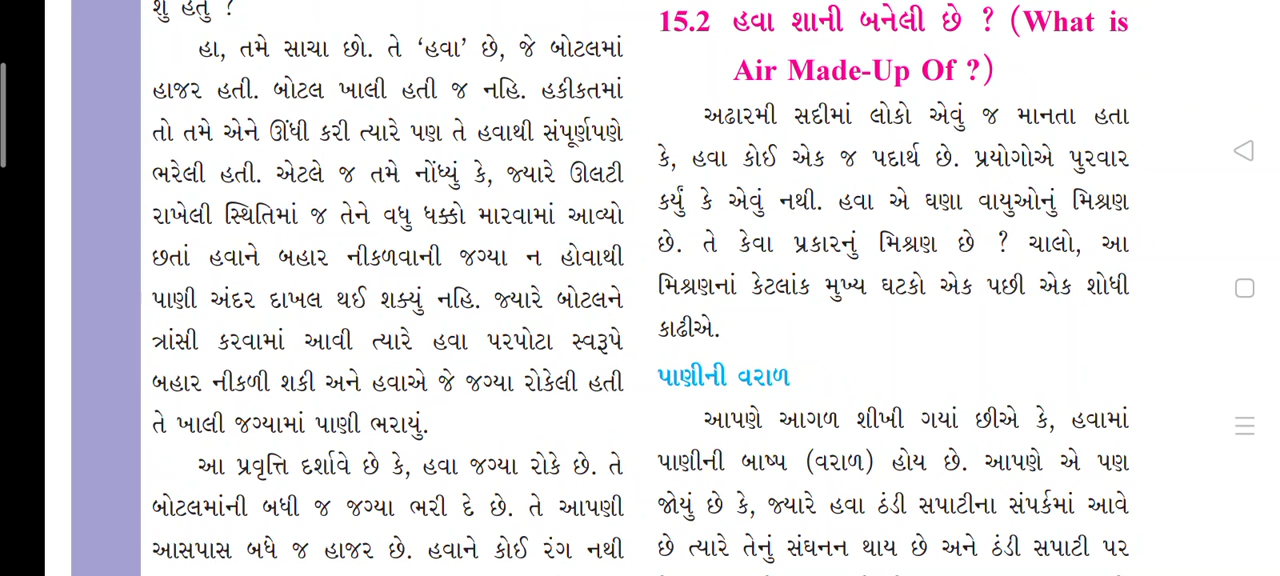 શું હતું ?
હા, તમે સાચા છો. તે ‘હવા’ છે, જે બોટલમાં
હાજર હતી. બોટલ ખાલી હતી જ નહિ. હકીકતમાં
તો તમે એને ઊંધી કરી ત્યારે પણ તે હવાથી સંપૂર્ણપણે
ભરેલી હતી. એટલે જ તમે નોંધ્યું કે, જ્યારે ઊલટી
રાખેલી સ્થિતિમાં જ તેને વધુ ધક્કો મારવામાં આવ્યો
છતાં હવાને બહાર નીકળવાની જગ્યા ન હોવાથી
પાણી અંદર દાખલ થઈ શક્યું નહિ. જ્યારે બોટલને
ત્રાંસી કરવામાં આવી ત્યારે હવા પરપોટા સ્વરૂપે
બહાર નીકળી શકી અને હવાએ જે જગ્યા રોકેલી હતી
તે ખાલી જગ્યામાં પાણી ભરાયું.
આ પ્રવૃત્તિ દર્શાવે છે કે, હવા જગ્યા રોકે છે. તે
બોટલમાંની બધી જ જગ્યા ભરી દે છે. તે આપણી
આસપાસ બધે જ હાજર છે. હવાને કોઈ રંગ નથી
15.2 હવા શાની બનેલી છે ? (What is
Air Made-Up Of ?)
અઢારમી સદીમાં લોકો એવું જ માનતા હતા
કે, હવા કોઈ એક જ પદાર્થ છે. પ્રયોગોએ પુરવાર
કર્યું કે એવું નથી. હવા એ ઘણા વાયુઓનું મિશ્રણ
છે. તે કેવા પ્રકારનું મિશ્રણ છે ? ચાલો, આ
મિશ્રણનાં કેટલાંક મુખ્ય ઘટકો એક પછી એક શોધી
કાઢીએ.
પાણીની વરાળ
આપણે આગળ શીખી ગયાં છીએ કે, હવામાં
પાણીની બાષ્પ (વરાળ) હોય છે. આપણે એ પણ
જોયું છે કે, જ્યારે હવા ઠંડી સપાટીના સંપર્કમાં આવે
છે ત્યારે તેનું સંઘનન થાય છે અને ઠંડી સપાટી પર